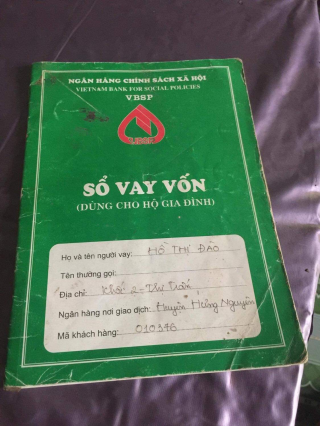 NGÂN HÀNG CHÍNH SÁCH XÃ HỘI
VIETNAM BANK FOR SOCIAL POLICIES
VBSP
VBSP
SỔ VAY VỐN
(DÙNG CHO HỘ GIA ĐÌNH)
Họ và tên người vay: HỒ THỊ ĐÀO
Tên thường gọi:
Địa chỉ: Khối 2 - Thị trấn
Ngân hàng nơi giao dịch: Huyện Hưng Nguyên
Mã khách hàng: 010346